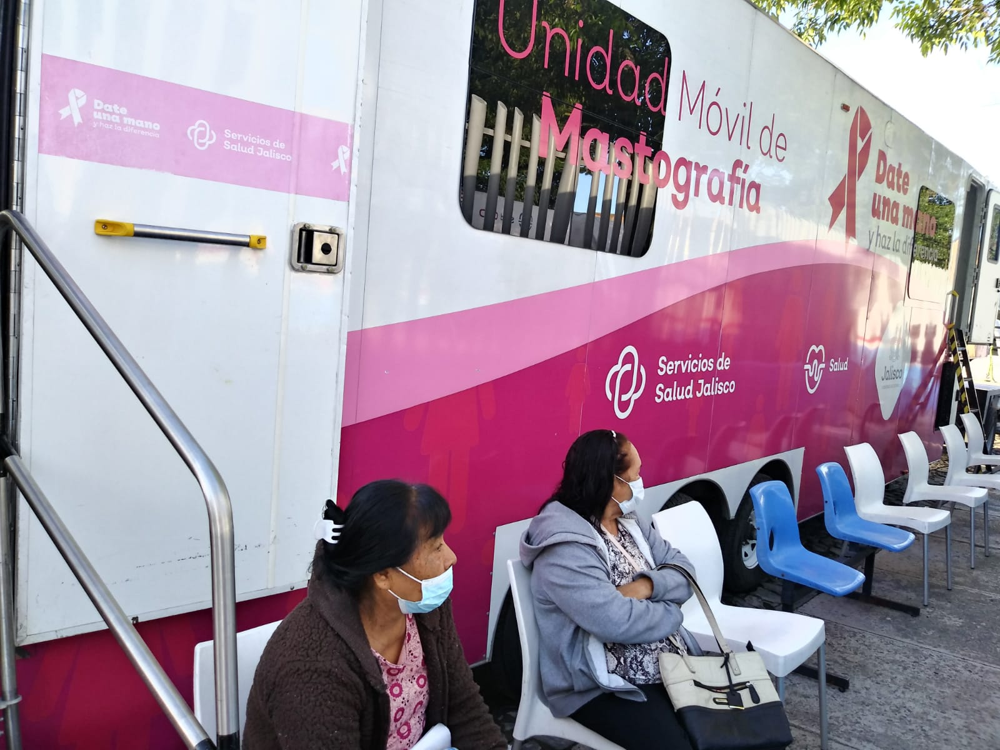 Unidad Móvil de
Mastografía
Date
una mano
y haz la diferencia
Servicios de
Salud Jalisco
Date
una mano
y haz la diferencia
Servicios de
Salud Jalisco
Salud
Jalisco